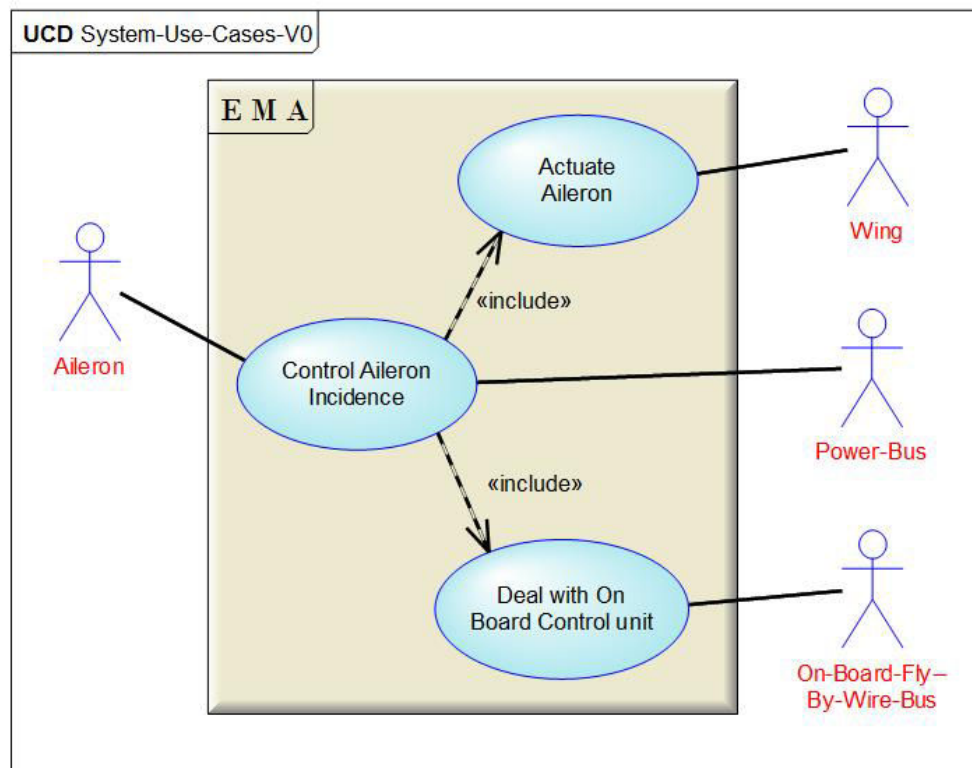 UCD System-Use-Cases-V0
E M A
Actuate
Aileron
Wing
«include»
Aileron
Control Aileron
Incidence
Power-Bus
«include»
Deal with On
Board Control unit
On-Board-Fly–
By-Wire-Bus